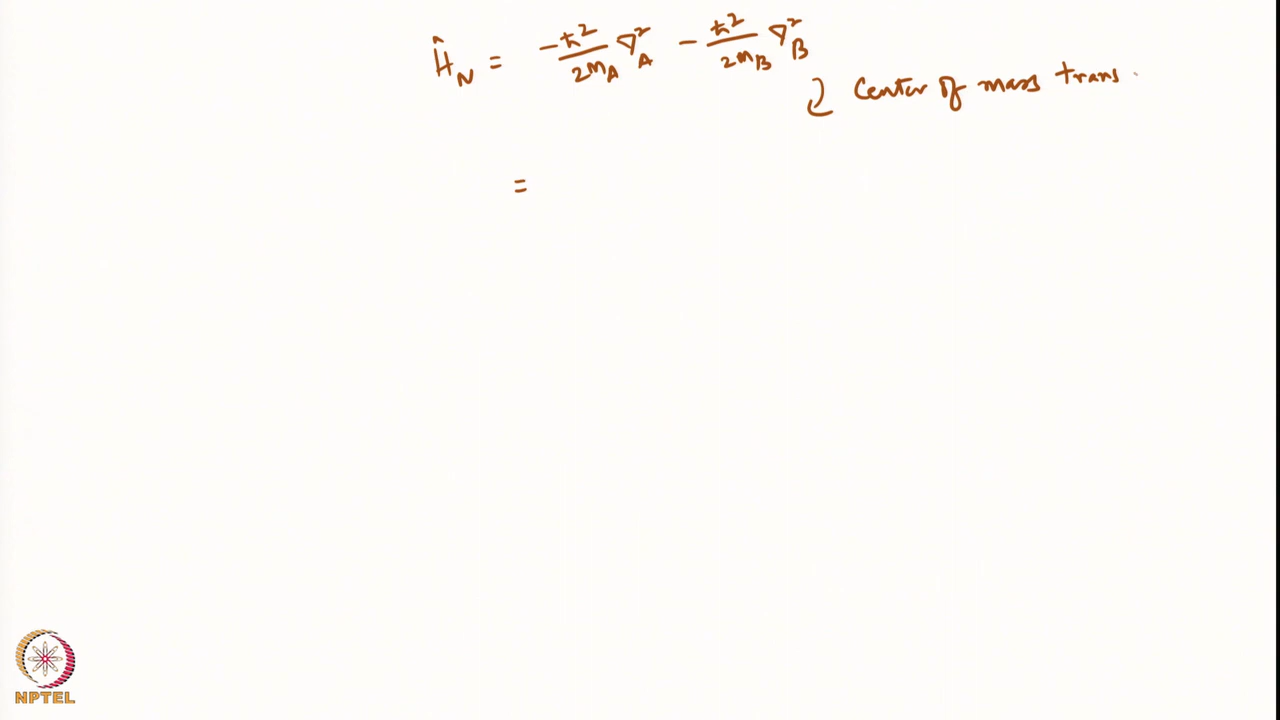 Ĥ_N = -ħ²/2m_A ∇²_A - ħ²/2m_B ∇²_B
Center of mass trans.
=
NPTEL